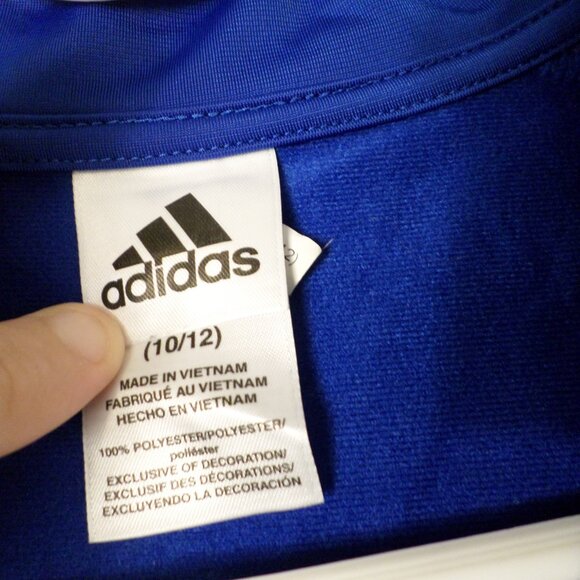 adidas
(10/12)
MADE IN VIETNAM
FABRIQUÉ AU VIETNAM
HECHO EN VIETNAM
100% POLYESTER/POLYESTER/
poliéster
EXCLUSIVE OF DECORATION/
EXCLUSIF DES DÉCORATIONS/
EXCLUYENDO LA DECORACIÓN